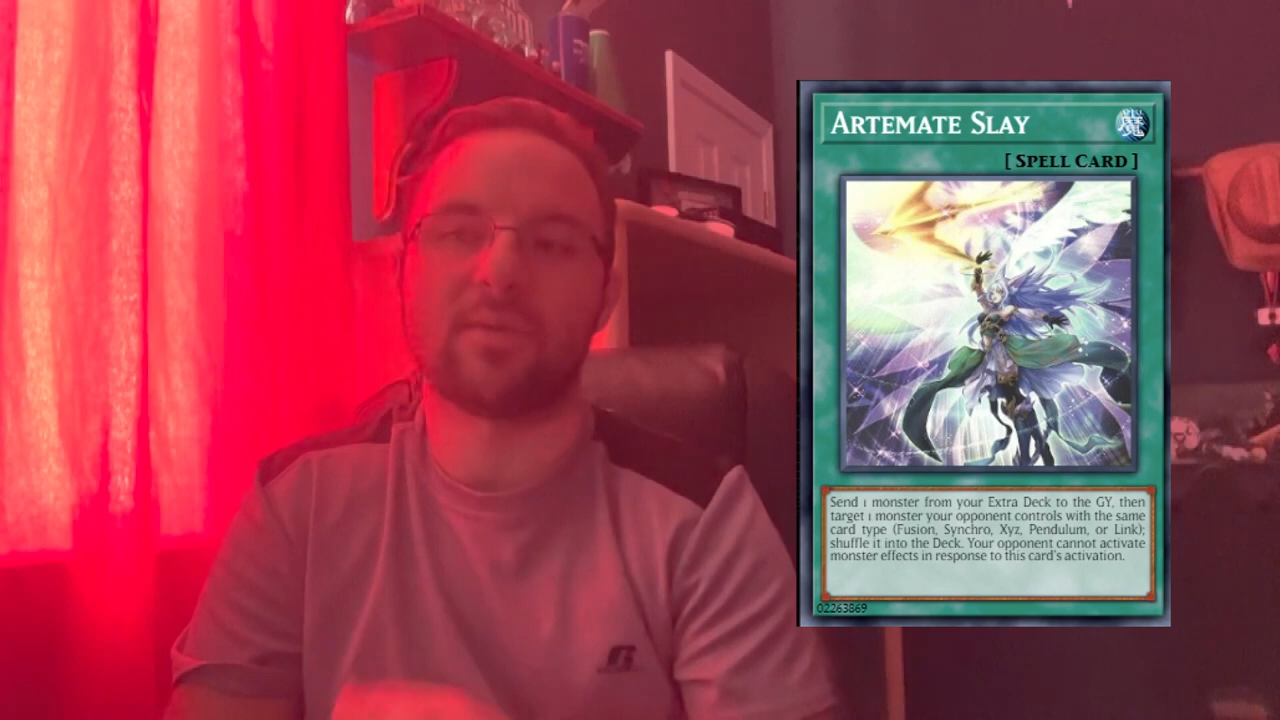 Artemate Slay
[ Spell Card ]
Send 1 monster from your Extra Deck to the GY, then
target 1 monster your opponent controls with the same
card type (Fusion, Synchro, Xyz, Pendulum, or Link);
shuffle it into the Deck. Your opponent cannot activate
monster effects in response to this card's activation.
02263869